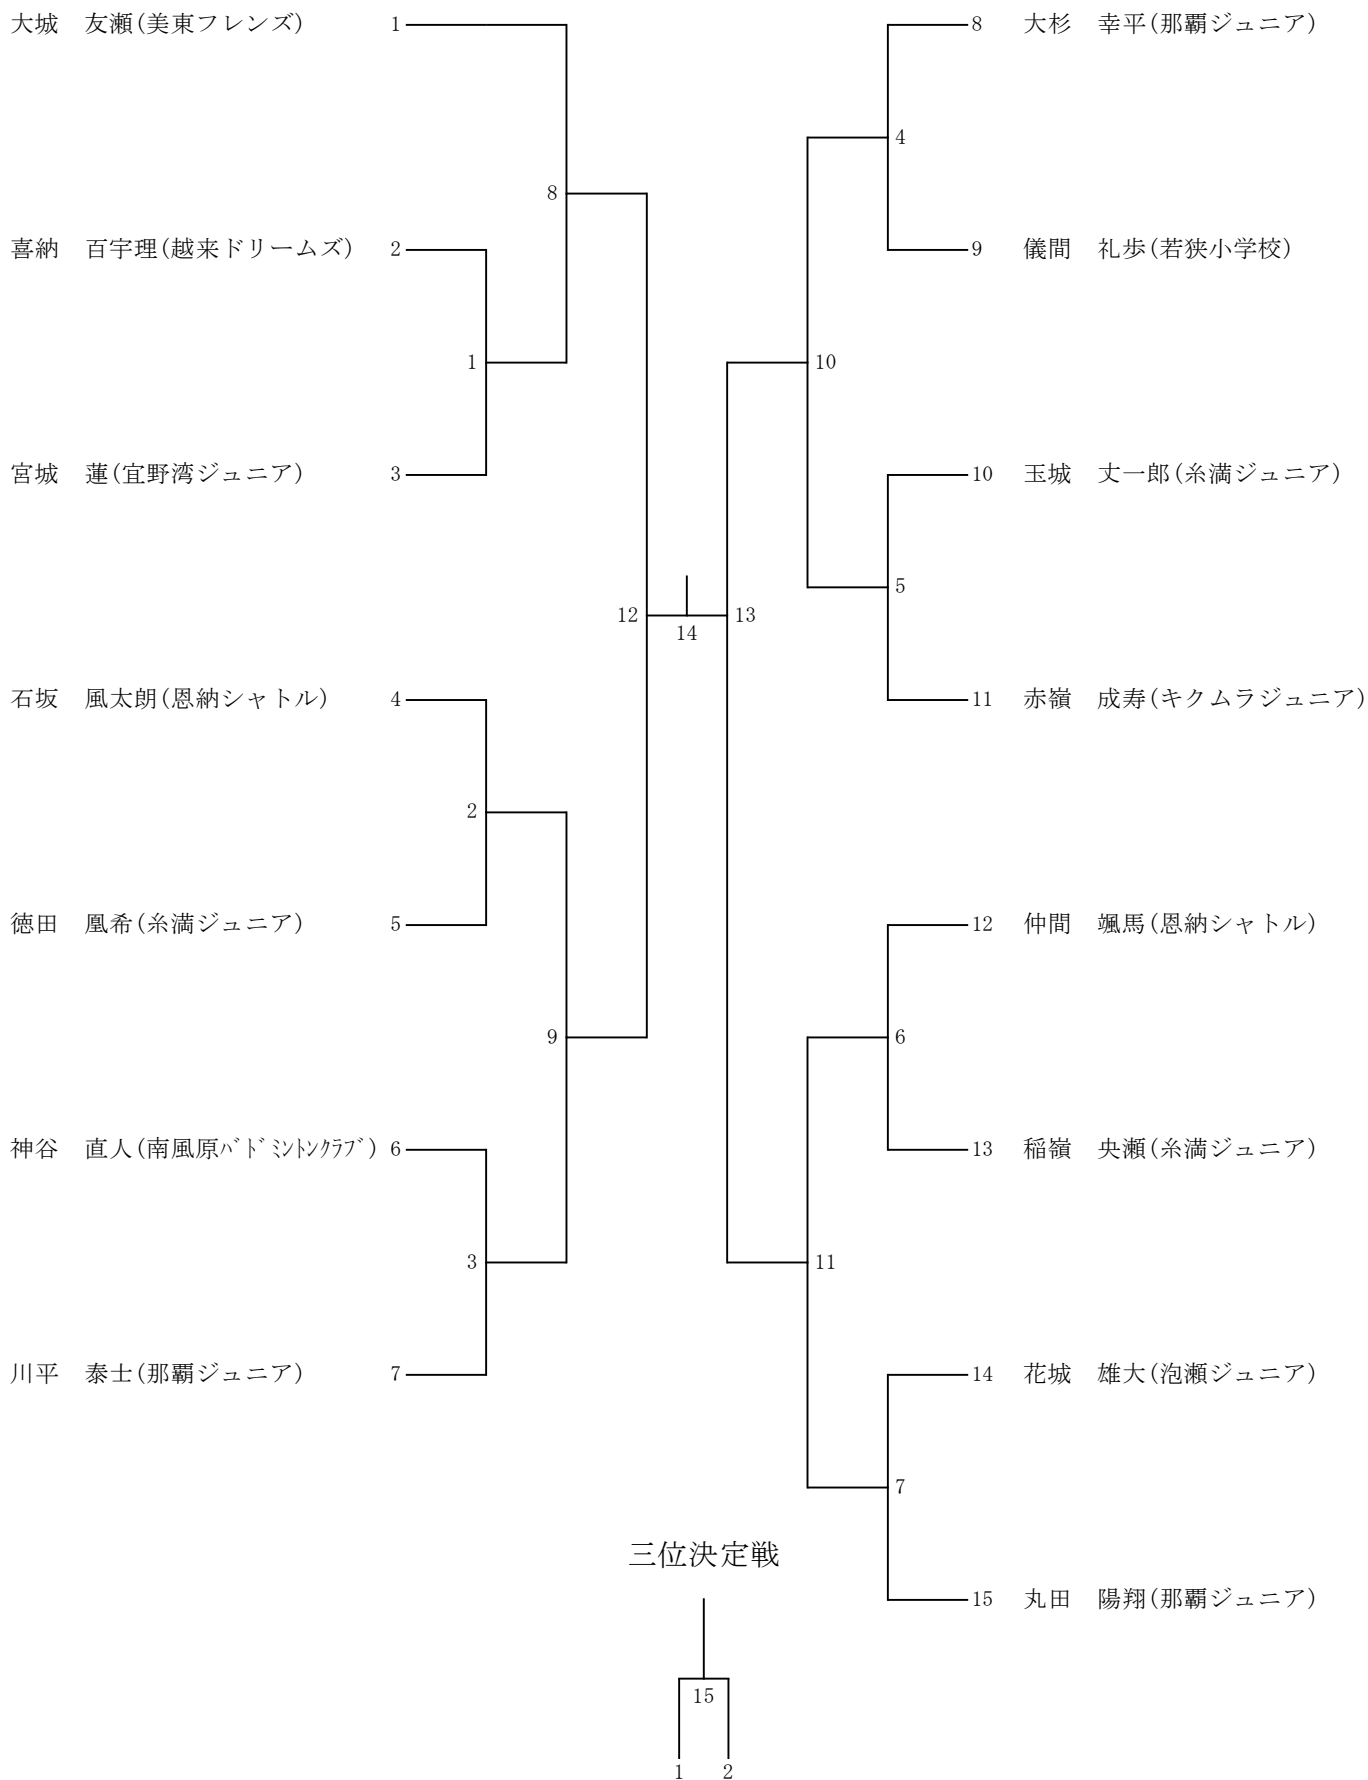 大城　友瀬(美東フレンズ)　1
喜納　百宇理(越来ドリームズ)　2
宮城　蓮(宜野湾ジュニア)　3
石坂　風太朗(恩納シャトル)　4
徳田　凰希(糸満ジュニア)　5
神谷　直人(南風原ﾊﾞﾄﾞﾐﾝﾄﾝｸﾗﾌﾞ)　6
川平　泰士(那覇ジュニア)　7
1
2
3
8
9
12
14
13
10
11
4
5
6
7
8　大杉　幸平(那覇ジュニア)
9　儀間　礼歩(若狭小学校)
10　玉城　丈一郎(糸満ジュニア)
11　赤嶺　成寿(キクムラジュニア)
12　仲間　颯馬(恩納シャトル)
13　稲嶺　央瀬(糸満ジュニア)
14　花城　雄大(泡瀬ジュニア)
15　丸田　陽翔(那覇ジュニア)
三位決定戦
15
1　2